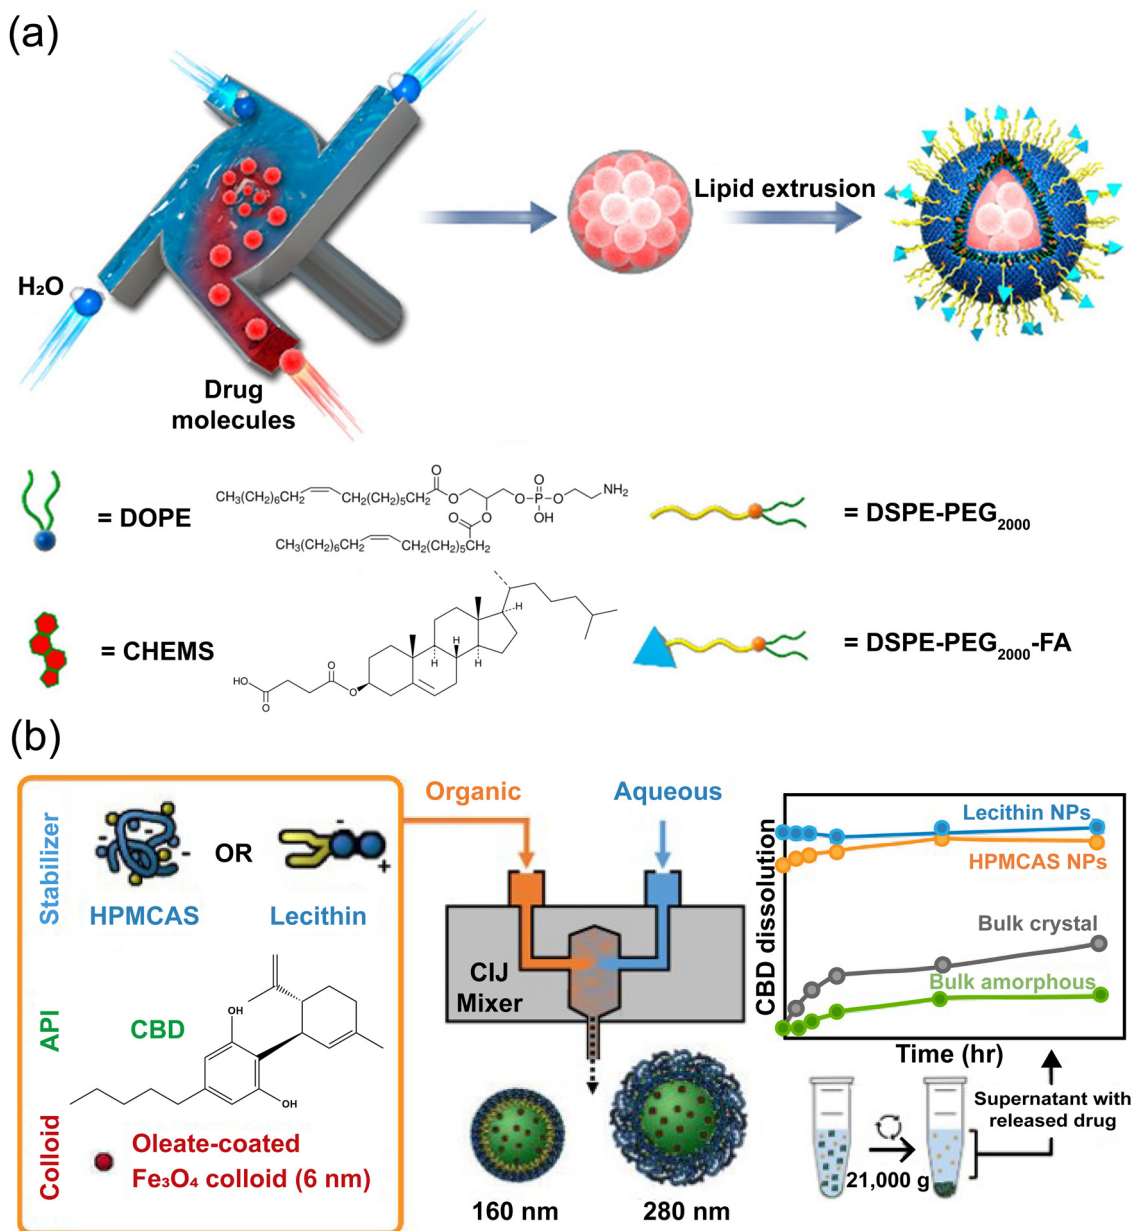 (a)
H₂O
Drug
molecules
Lipid extrusion
= DOPE
CH₃(CH₂)₆CH₂
CH₂(CH₂)₅CH₂
O
O
O
O
O
P
O
OH
NH₂
CH₃(CH₂)₆CH₂
CH₂(CH₂)₅CH₂
O
= DSPE-PEG₂₀₀₀
= CHEMS
HO
O
O
O
H
H
H
H
= DSPE-PEG₂₀₀₀-FA
(b)
Stabilizer
OR
HPMCAS
Lecithin
API
CBD
OH
OH
Colloid
Oleate-coated
Fe₃O₄ colloid (6 nm)
Organic
Aqueous
CIJ
Mixer
160 nm
280 nm
CBD dissolution
Lecithin NPs
HPMCAS NPs
Bulk crystal
Bulk amorphous
Time (hr)
21,000 g
Supernatant with
released drug